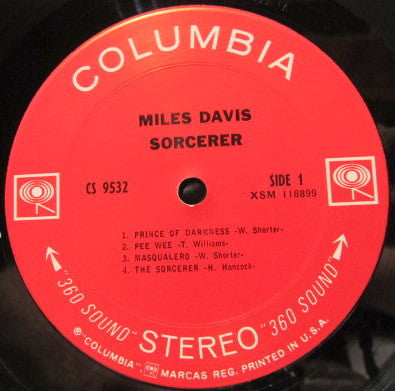 COLUMBIA
MILES DAVIS
SORCERER
CS 9532
SIDE 1
XSM 118899
1. PRINCE OF DARKNESS -W. Shorter-
2. PEE WEE -T. Williams-
3. MASQUALERO -W. Shorter-
4. THE SORCERER -H. Hancock-
"360 SOUND" STEREO "360 SOUND"
® "COLUMBIA", MARCAS REG. PRINTED IN U.S.A.